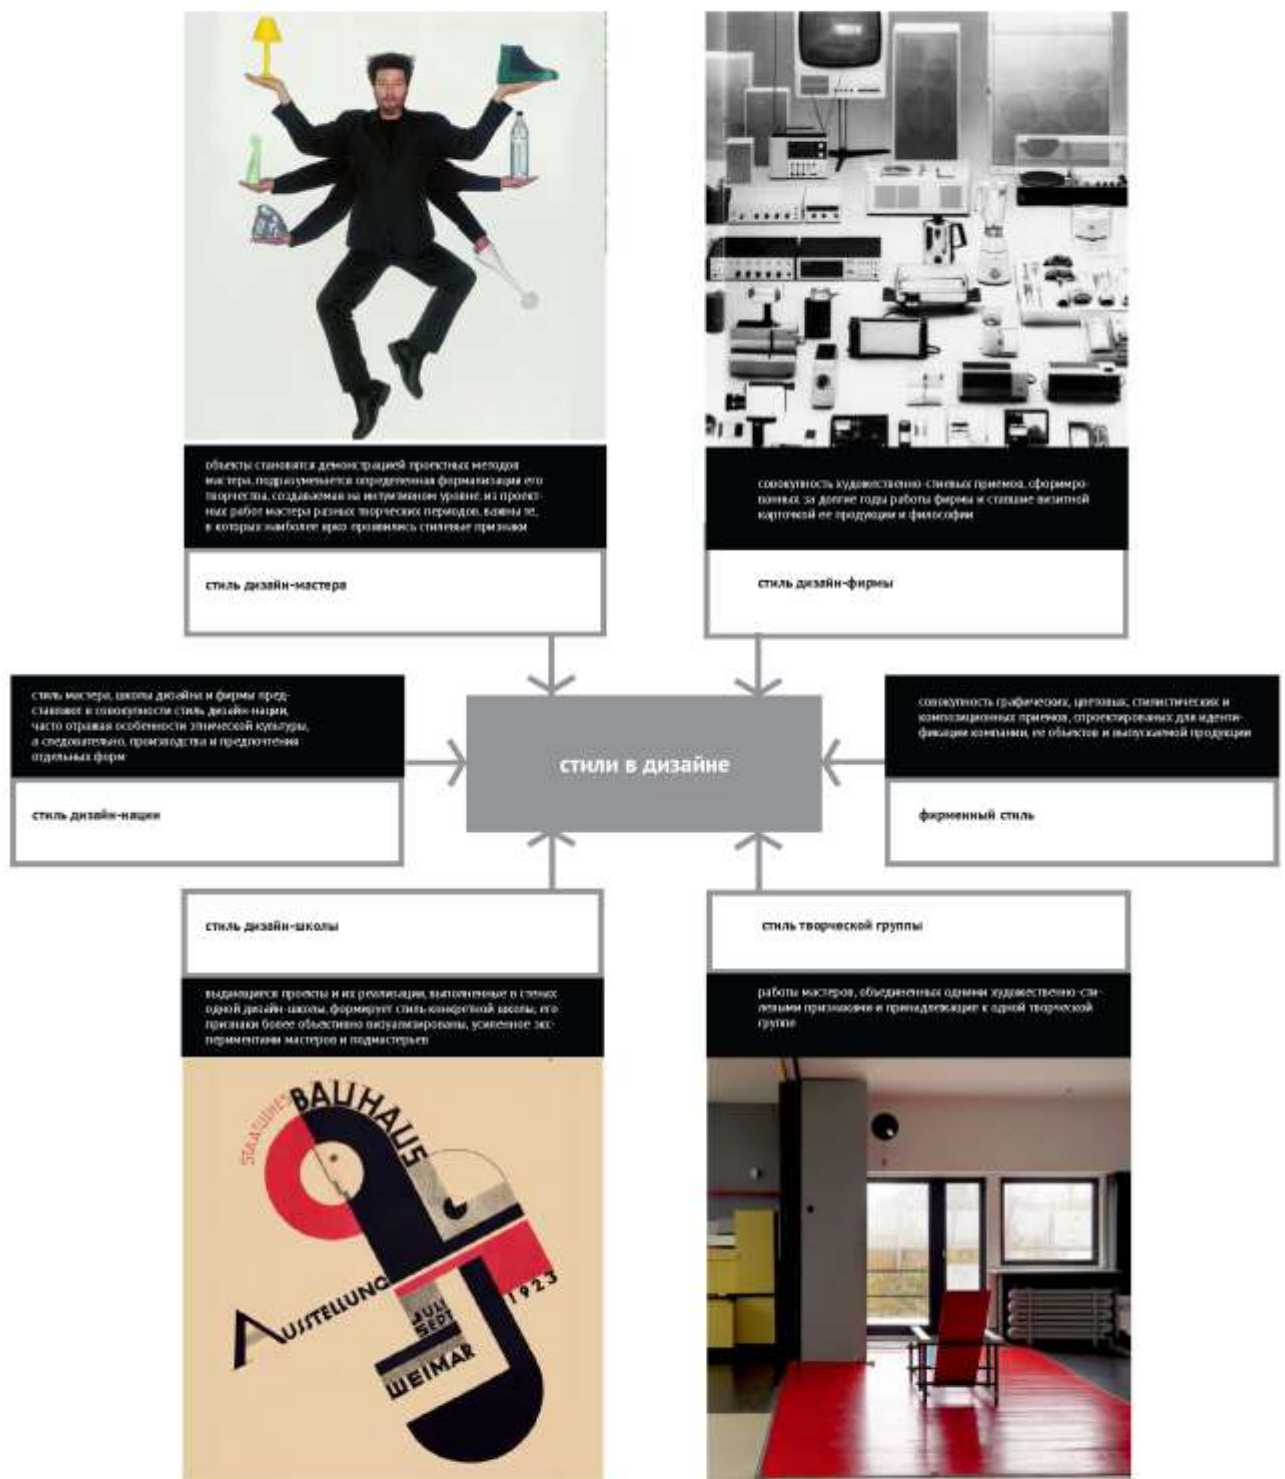 объекты становятся демонстрацией проектных методов
мастера, подразумевается определенная формализация его
творчества, создаваемая на интуитивном уровне, из проект-
ных работ мастера разных творческих периодов, важны те,
в которых наиболее ярко проявились стилевые признаки
стиль дизайн-мастера
совокупность художественно-стиевых приемов, сформиро-
ванных за долгие годы работы фирмы и ставшие визитной
карточкой ее продукции и философии
стиль дизайн-фирмы
стиль мастера, школы дизайна и фирмы пред-
ставляют в совокупности стиль дизайн-нации,
часто отражая особенности этнической культуры,
а следовательно, производства и предпочтения
отдельных форм
стиль дизайн-нации
стили в дизайне
совокупность графических, цветовых, стилистических и
композиционных приемов, спроектированых для иденти-
фикации компании, ее объектов и выпускаемой продукции
фирменный стиль
стиль дизайн-школы
выдающиеся проекты и их реализации, выполненные в стенах
одной дизайн-школы, формирует стиль конкретной школы, его
признаки более объективно визуализированы, усиленное экс-
периментами мастеров и подмастерьев
стиль творческой группы
работы мастеров, объединенных одними художественно-сти-
левыми признаками и принадлежащие к одной творческой
группе
STAATLICHES
BAUHAUS
AUSSTELLUNG
JULI
SEPT
1923
WEIMAR